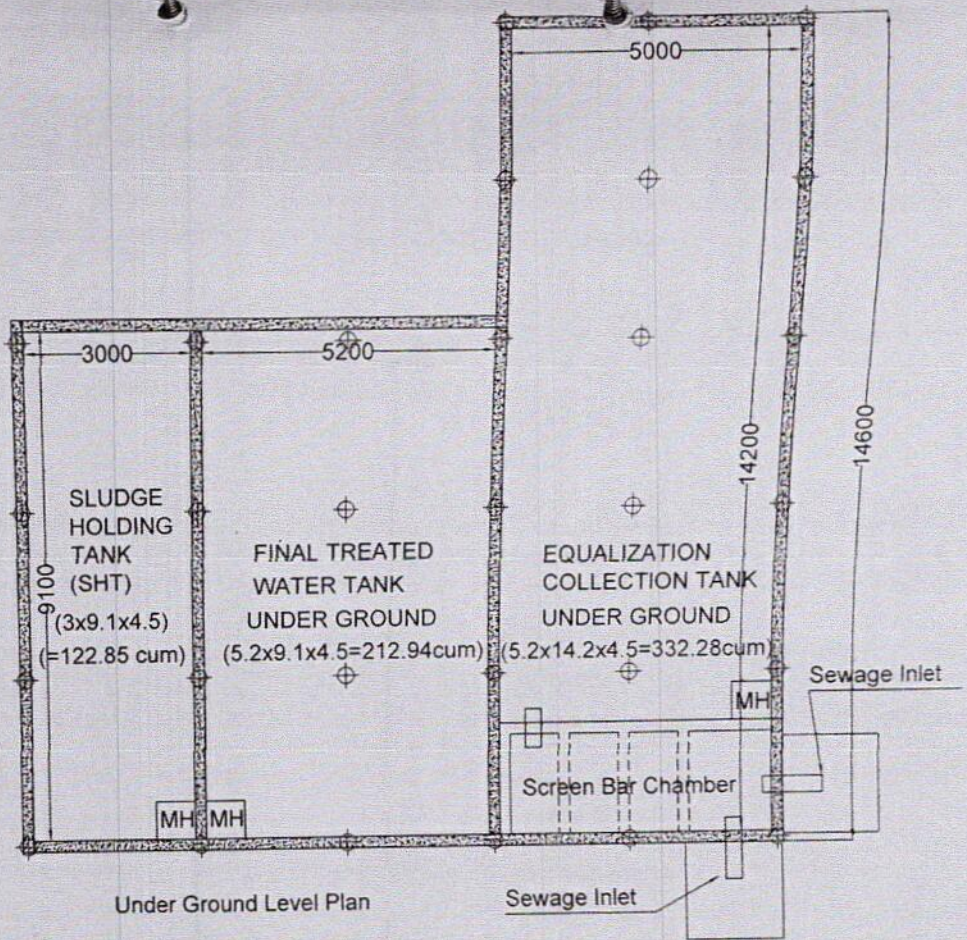 5000
3000
5200
14200
14600
9100
SLUDGE
HOLDING
TANK
(SHT)
(3x9.1x4.5)
(=122.85 cum)
FINAL TREATED
WATER TANK
UNDER GROUND
(5.2x9.1x4.5=212.94cum)
EQUALIZATION
COLLECTION TANK
UNDER GROUND
(5.2x14.2x4.5=332.28cum)
Sewage Inlet
MH
Screen Bar Chamber
MH
MH
Under Ground Level Plan
Sewage Inlet